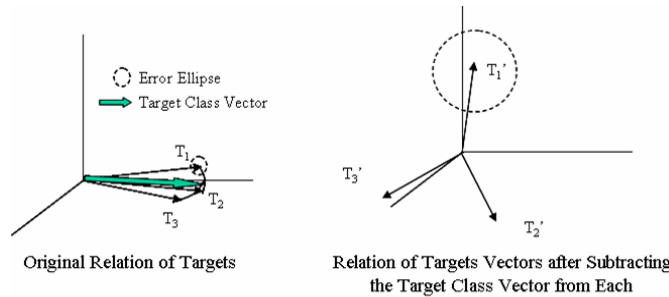 Error Ellipse
Target Class Vector
T1
T2
T3
Original Relation of Targets
T1'
T3'
T2'
Relation of Targets Vectors after Subtracting
the Target Class Vector from Each